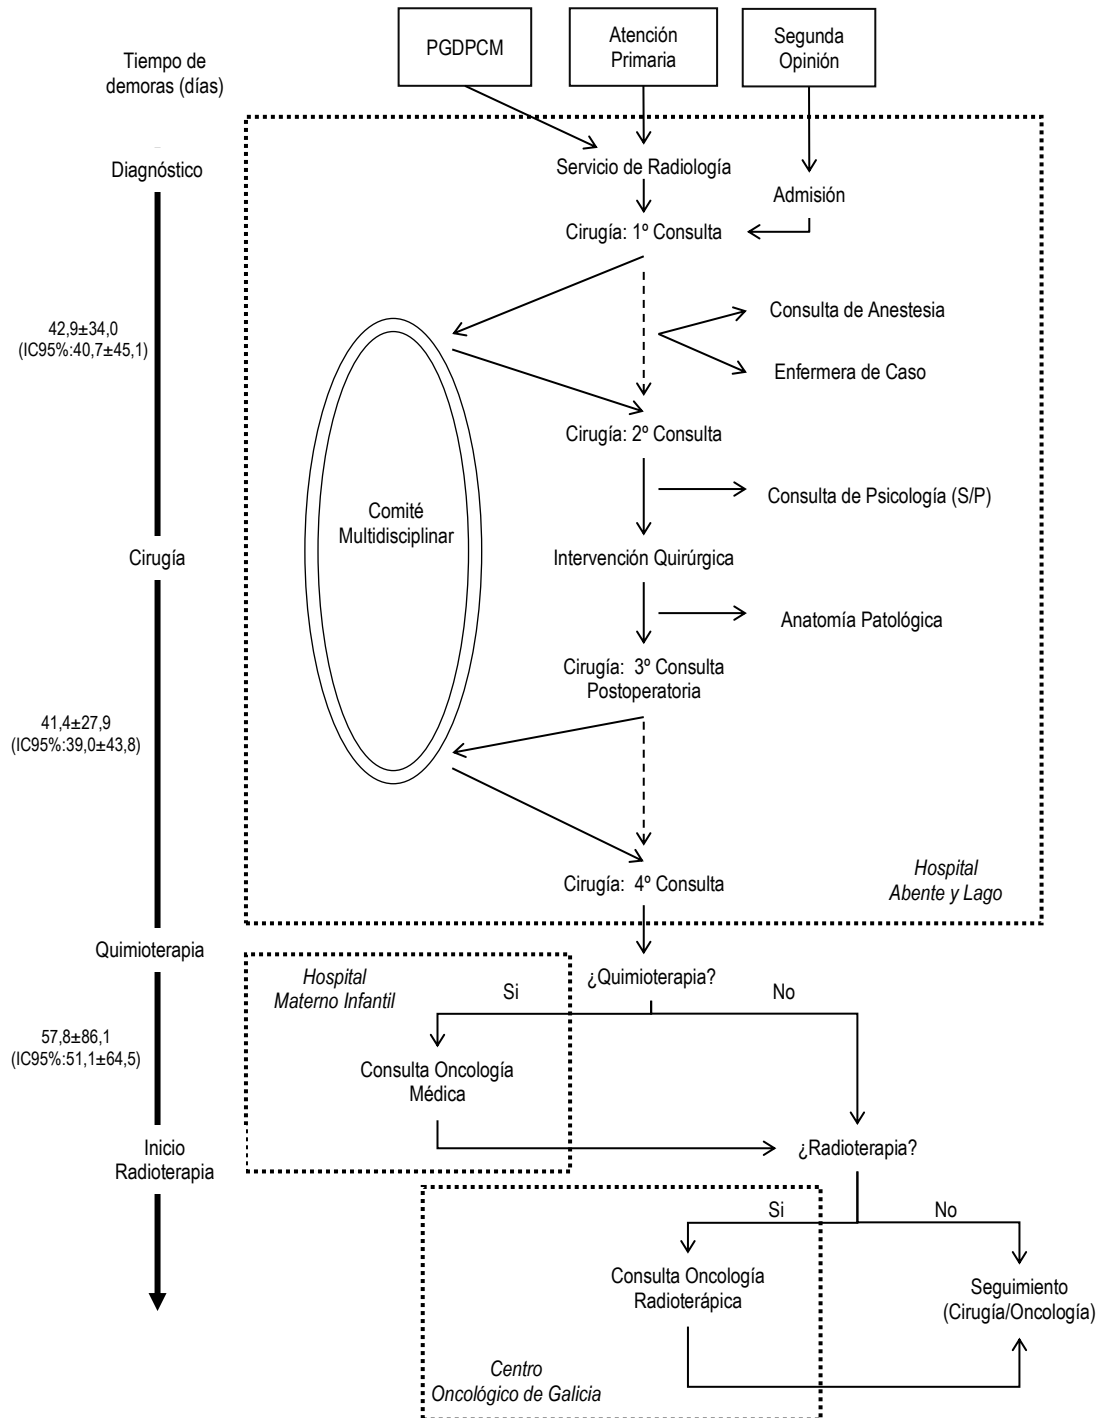 PGDPCM
Atención
Primaria
Segunda
Opinión
Tiempo de
demoras (días)
Diagnóstico
Servicio de Radiología
Admisión
Cirugía: 1º Consulta
Consulta de Anestesia
42,9±34,0
(IC95%:40,7±45,1)
Enfermera de Caso
Cirugía: 2º Consulta
Consulta de Psicología (S/P)
Comité
Multidisciplinar
Cirugía
Intervención Quirúrgica
Anatomía Patológica
Cirugía: 3º Consulta
Postoperatoria
41,4±27,9
(IC95%:39,0±43,8)
Cirugía: 4º Consulta
Hospital
Abente y Lago
Quimioterapia
Hospital
Materno Infantil
¿Quimioterapia?
Si
No
57,8±86,1
(IC95%:51,1±64,5)
Consulta Oncología
Médica
Inicio
Radioterapia
¿Radioterapia?
Si
No
Consulta Oncología
Radioterápica
Seguimiento
(Cirugía/Oncología)
Centro
Oncológico de Galicia